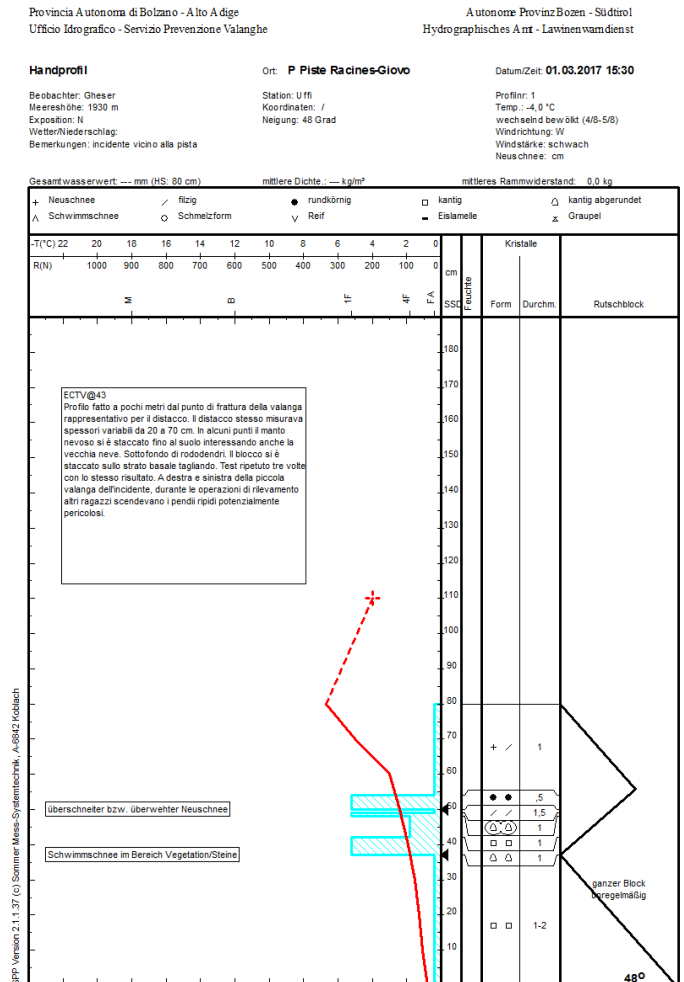 Provincia Autonoma di Bolzano - Alto Adige
Autonome Provinz Bozen - Südtirol
Ufficio Idrografico - Servizio Prevenzione Valanghe
Hydrographisches Amt - Lawinenwarndienst
Handprofil
Ort: P Piste Racines-Giovo
Datum/Zeit: 01.03.2017 15:30
Beobachter: Gheser
Station: Uffi
Profilnr: 1
Meereshöhe: 1930 m
Koordinaten: /
Temp.: -4,0 °C
Exposition: N
Neigung: 48 Grad
wechselnd bewölkt (4/8-5/8)
Wetter/Niederschlag:
Windrichtung: W
Bemerkungen: incidente vicino alla pista
Windstärke: schwach
Neuschnee: cm
Gesamtwasserwert: --- mm (HS: 80 cm)
mittlere Dichte.: --- kg/m³
mittleres Rammwiderstand: 0,0 kg
+ Neuschnee
/ filzig
● rundkörnig
□ kantig
kantig abgerundet
Λ Schwimmschnee
○ Schmelzform
V Reif
Eislamelle
Graupel
-T(°C) 22 20 18 16 14 12 10 8 6 4 2 0
Kristalle
R(N) 1000 900 800 700 600 500 400 300 200 100 0
cm
M B 1F 4F FA
SSD
Feuchte
Form
Durchm.
Rutschblock
180
170
ECTV@43
Profilo fatto a pochi metri dal punto di frattura della valanga
rappresentativo per il distacco. Il distacco stesso misurava
spessori variabili da 20 a 70 cm. In alcuni punti il manto
nevoso si è staccato fino al suolo interessando anche la
vecchia neve. Sottofondo di rododendri. Il blocco si è
staccato sullo strato basale tagliando. Test ripetuto tre volte
con lo stesso risultato. A destra e sinistra della piccola
valanga dell'incidente, durante le operazioni di rilevamento
altri ragazzi scendevano i pendii ripidi potenzialmente
pericolosi.
160
150
140
130
120
110
100
90
80
70
+ / 1
60
● ● ,5
überschneiter bzw. überwehter Neuschnee
50
/ / 1,5
1
40
□ □ 1
Schwimmschnee im Bereich Vegetation/Steine
1
30
ganzer Block
unregelmäßig
20
□ □ 1-2
10
48°
SPP Version 2.1.1.37 (c) Sommer Mess-Systemtechnik, A-6842 Koblach